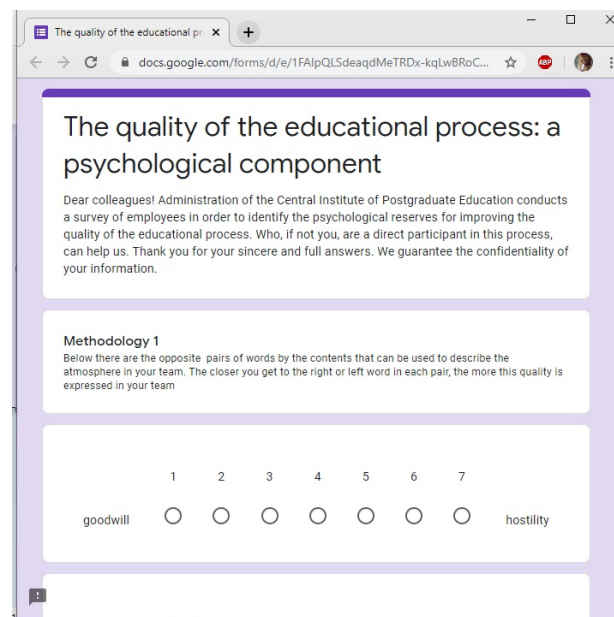 The quality of the educational pr
docs.google.com/forms/d/e/1FAIpQLSdeaqdMeTRDx-kqLwBRoC...
ABP
The quality of the educational process: a
psychological component
Dear colleagues! Administration of the Central Institute of Postgraduate Education conducts
a survey of employees in order to identify the psychological reserves for improving the
quality of the educational process. Who, if not you, are a direct participant in this process,
can help us. Thank you for your sincere and full answers. We guarantee the confidentiality of
your information.
Methodology 1
Below there are the opposite pairs of words by the contents that can be used to describe the
atmosphere in your team. The closer you get to the right or left word in each pair, the more this quality is
expressed in your team
1 2 3 4 5 6 7
goodwill hostility